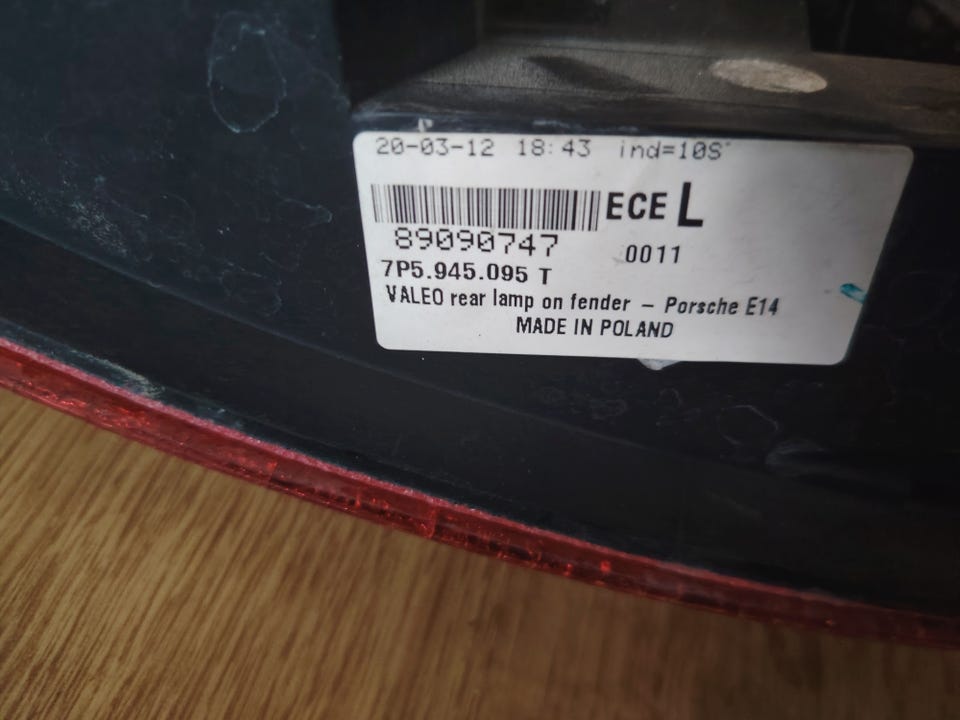 20-03-12 18:43 ind=10S
ECE L
89090747 0011
7P5.945.095 T
VALEO rear lamp on fender – Porsche E14
MADE IN POLAND